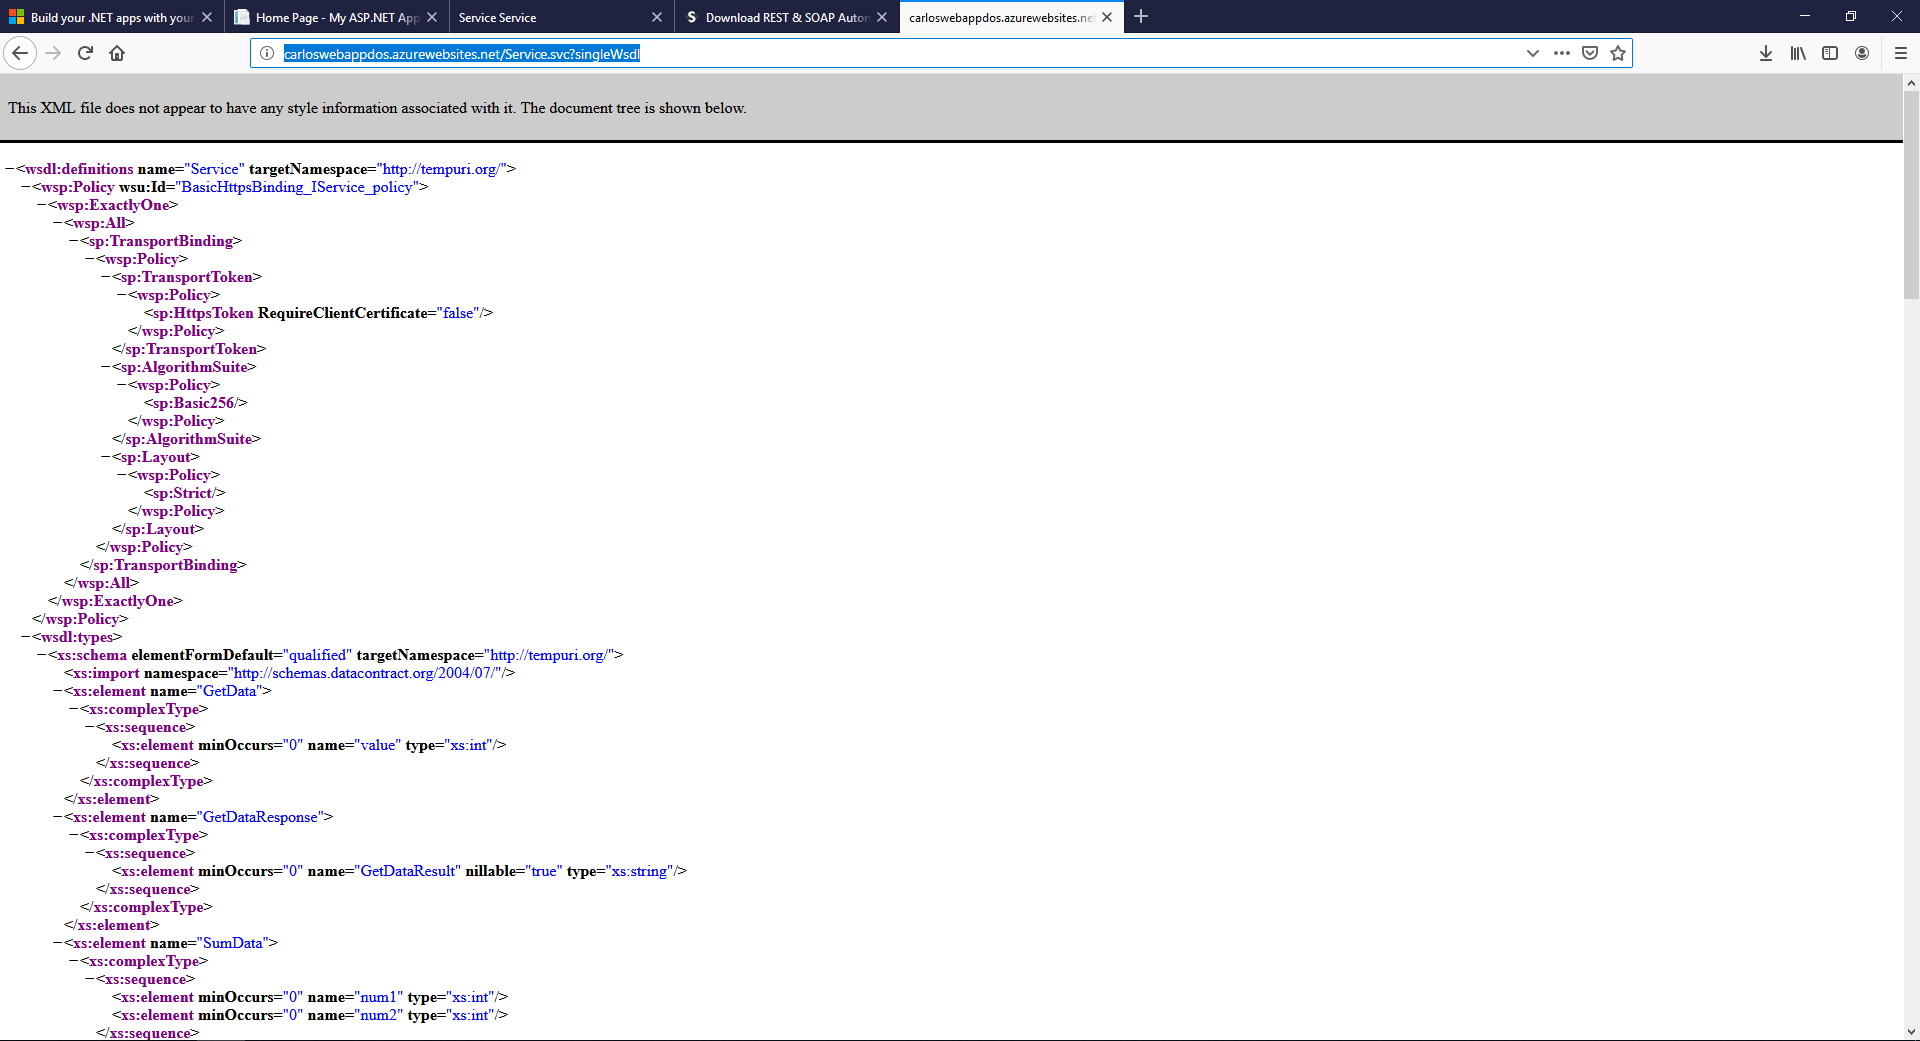 Build your .NET apps with your
Home Page - My ASP.NET App
Service Service
S Download REST & SOAP Autom
carloswebappdos.azurewebsites.net
carloswebappdos.azurewebsites.net/Service.svc?singleWsdl
This XML file does not appear to have any style information associated with it. The document tree is shown below.
−<wsdl:definitions name="Service" targetNamespace="http://tempuri.org/">
−<wsp:Policy wsu:Id="BasicHttpsBinding_IService_policy">
−<wsp:ExactlyOne>
−<wsp:All>
−<sp:TransportBinding>
−<wsp:Policy>
−<sp:TransportToken>
−<wsp:Policy>
<sp:HttpsToken RequireClientCertificate="false"/>
</wsp:Policy>
</sp:TransportToken>
−<sp:AlgorithmSuite>
−<wsp:Policy>
<sp:Basic256/>
</wsp:Policy>
</sp:AlgorithmSuite>
−<sp:Layout>
−<wsp:Policy>
<sp:Strict/>
</wsp:Policy>
</sp:Layout>
</wsp:Policy>
</sp:TransportBinding>
</wsp:All>
</wsp:ExactlyOne>
</wsp:Policy>
−<wsdl:types>
−<xs:schema elementFormDefault="qualified" targetNamespace="http://tempuri.org/">
<xs:import namespace="http://schemas.datacontract.org/2004/07/"/>
−<xs:element name="GetData">
−<xs:complexType>
−<xs:sequence>
<xs:element minOccurs="0" name="value" type="xs:int"/>
</xs:sequence>
</xs:complexType>
</xs:element>
−<xs:element name="GetDataResponse">
−<xs:complexType>
−<xs:sequence>
<xs:element minOccurs="0" name="GetDataResult" nillable="true" type="xs:string"/>
</xs:sequence>
</xs:complexType>
</xs:element>
−<xs:element name="SumData">
−<xs:complexType>
−<xs:sequence>
<xs:element minOccurs="0" name="num1" type="xs:int"/>
<xs:element minOccurs="0" name="num2" type="xs:int"/>
</xs:sequence>